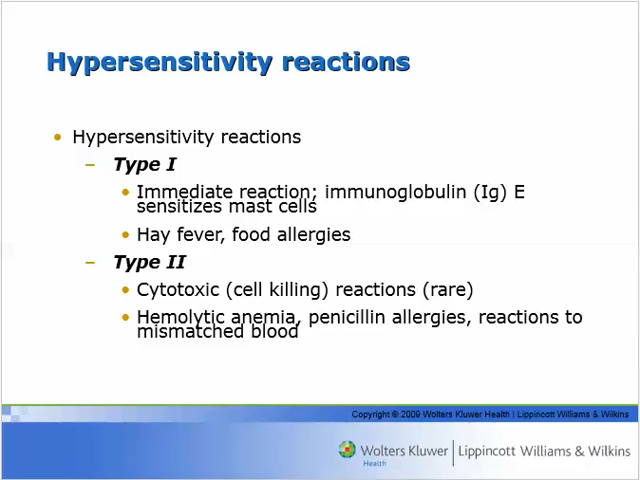 Hypersensitivity reactions
• Hypersensitivity reactions
– Type I
• Immediate reaction; immunoglobulin (Ig) E
sensitizes mast cells
• Hay fever, food allergies
– Type II
• Cytotoxic (cell killing) reactions (rare)
• Hemolytic anemia, penicillin allergies, reactions to
mismatched blood
Copyright © 2009 Wolters Kluwer Health | Lippincott Williams & Wilkins
Wolters Kluwer | Lippincott Williams & Wilkins
Health